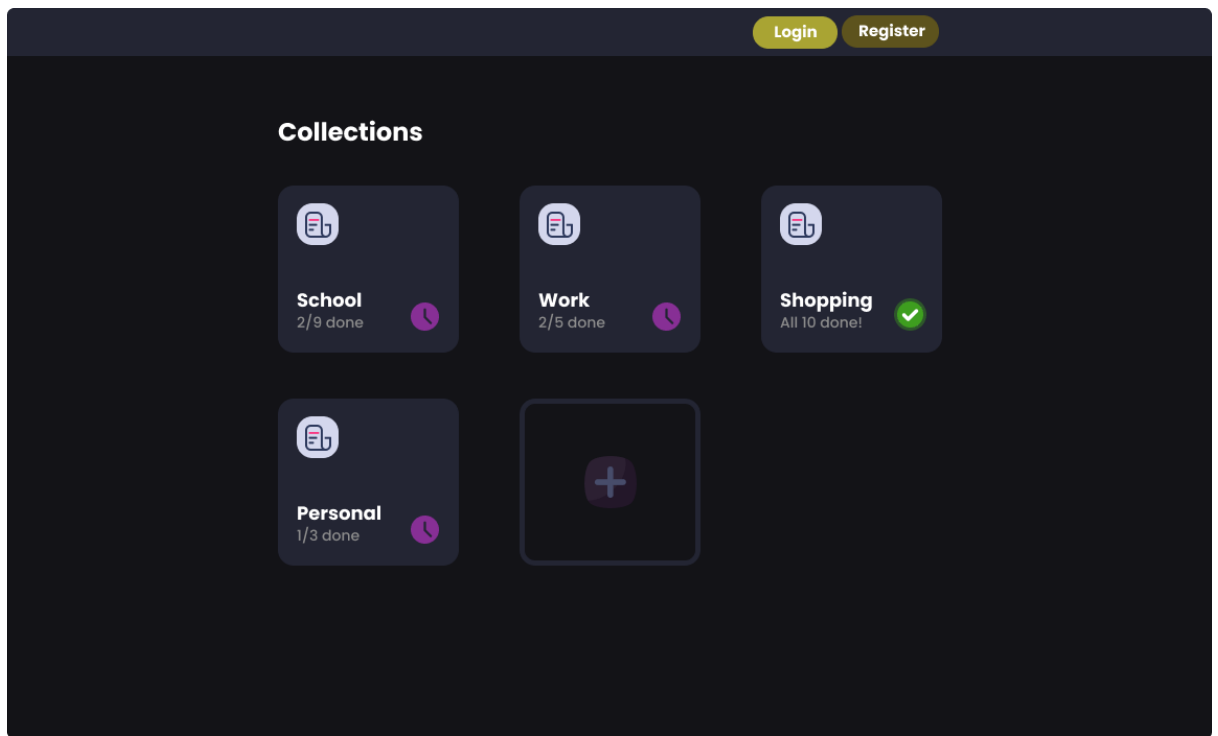 Login Register
Collections
School
2/9 done
Work
2/5 done
Shopping
All 10 done!
Personal
1/3 done